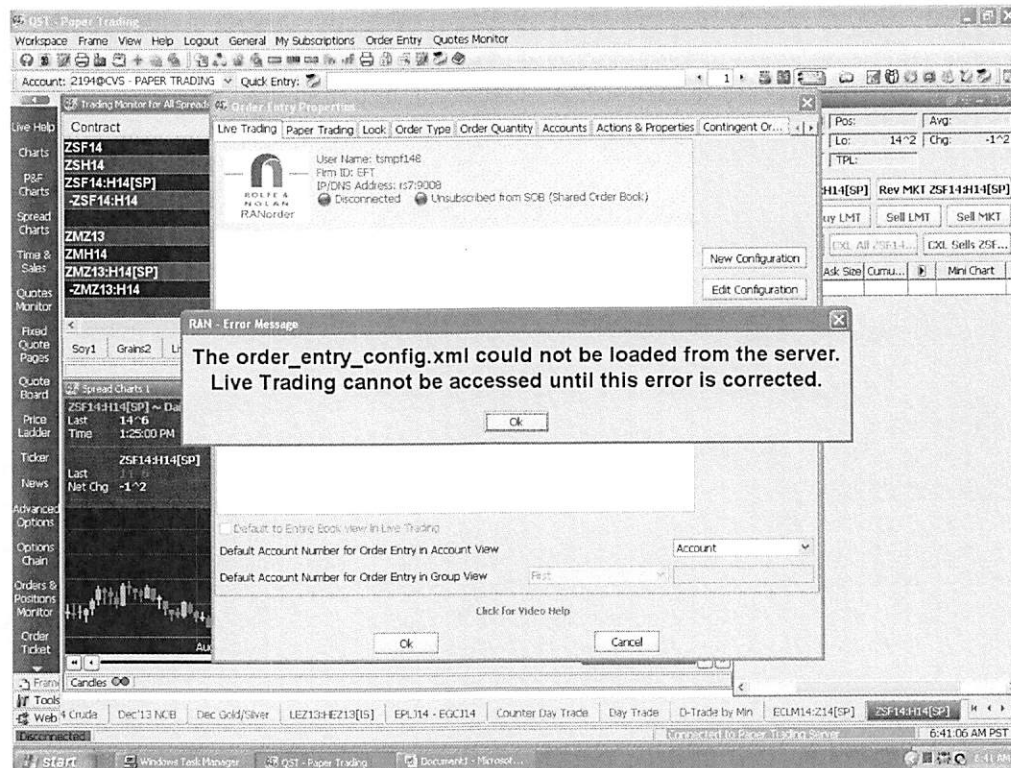 QST - Paper Trading
Workspace Frame View Help Logout General My Subscriptions Order Entry Quotes Monitor
Account: 2194@CVS - PAPER TRADING Quick Entry:
1
Trading Monitor for All Spreads
Order Entry Properties
Live Help
Charts
P&F
Charts
Spread
Charts
Time &
Sales
Quotes
Monitor
Fixed
Quote
Pages
Quote
Board
Price
Ladder
Ticker
News
Advanced
Options
Options
Chain
Orders &
Positions
Monitor
Order
Ticket
Contract
ZSF14
ZSH14
ZSF14:H14[SP]
-ZSF14:H14
ZMZ13
ZMH14
ZMZ13:H14[SP]
-ZMZ13:H14
Soy1 Grains2
Spread Charts 1
ZSF14:H14[SP] ~ Da
Last 14^6
Time 1:25:00 PM
ZSF14:H14[SP]
Last
Net Chg -1^2
Live Trading Paper Trading Lock Order Type Order Quantity Accounts Actions & Properties Contingent Or...
ROLFE &
NOLAN
RANorder
User Name: tsmpf148
Firm ID: EFT
IP/DNS Address: rs7:9008
Disconnected Unsubscribed from SOB (Shared Order Book)
New Configuration
Edit Configuration
RAN - Error Message
The order_entry_config.xml could not be loaded from the server.
Live Trading cannot be accessed until this error is corrected.
Ok
Default to Entire Book view in Live Trading
Default Account Number for Order Entry in Account View Account
Default Account Number for Order Entry in Group View First
Click for Video Help
Ok Cancel
Pos: Avg:
Lo: 14^2 Chg: -1^2
TPL:
H14[SP] Rev MKT ZSF14:H14[SP]
uy LMT Sell LMT Sell MKT
CXL All ZSF14... CXL Sells ZSF...
Ask Size Cumu... Mini Chart
Au
Candles
Tools
Web
Crude Dec'13 NCB Dec Gold/Silver LEZ13:HEZ13[IS] EPLJ14 - EGCJ14 Counter Day Trade Day Trade D-Trade by Min ECLM14:Z14[SP] ZSF14:H14[SP]
Disconnected Connected to Paper Trading Server 6:41:06 AM PST
start Windows Task Manager QST - Paper Trading Document1 - Microsof... 6:41 AM